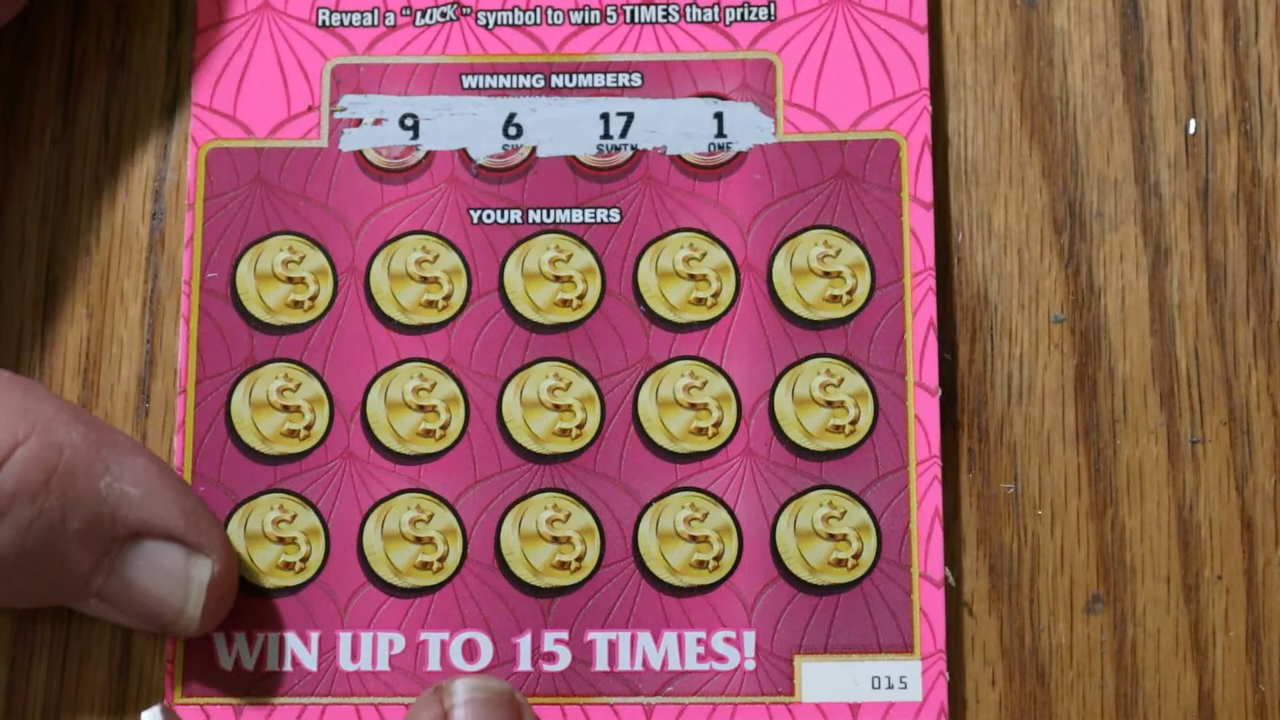 Reveal a "LUCK" symbol to win 5 TIMES that prize!
WINNING NUMBERS
9 6 17 1
SVNTN ONE
YOUR NUMBERS
WIN UP TO 15 TIMES!
015